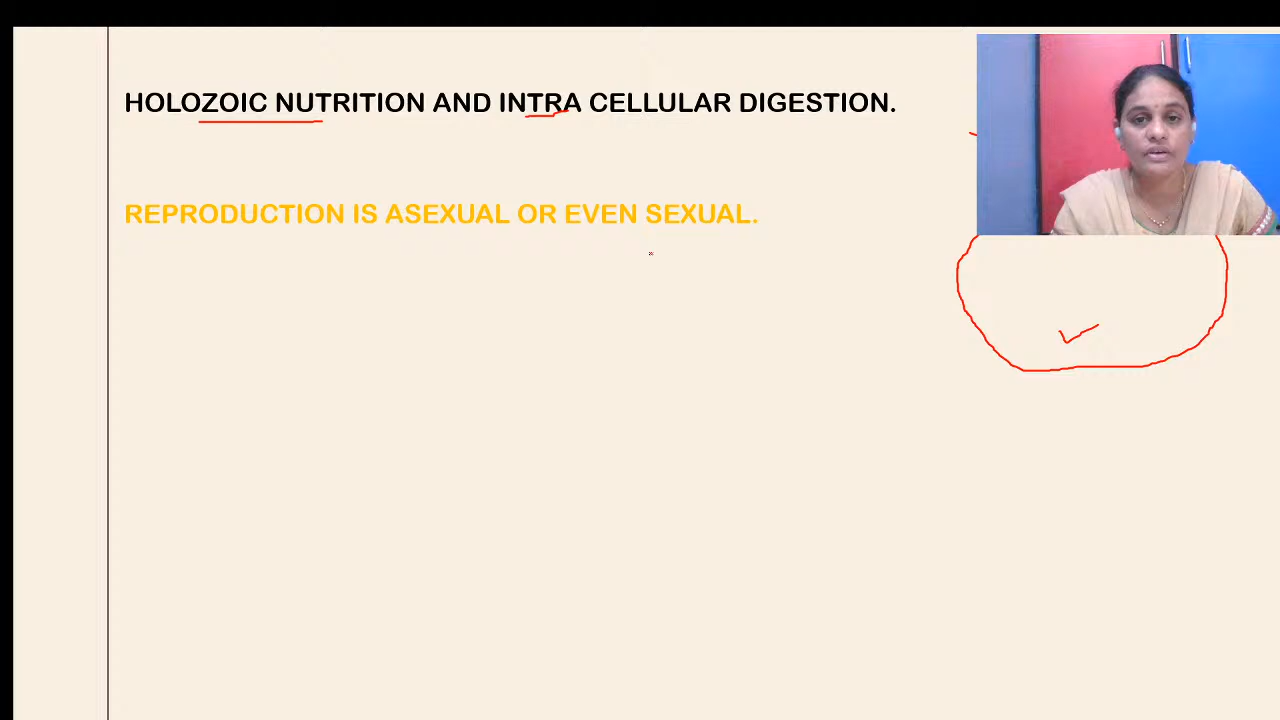 HOLOZOIC NUTRITION AND INTRA CELLULAR DIGESTION.
REPRODUCTION IS ASEXUAL OR EVEN SEXUAL.